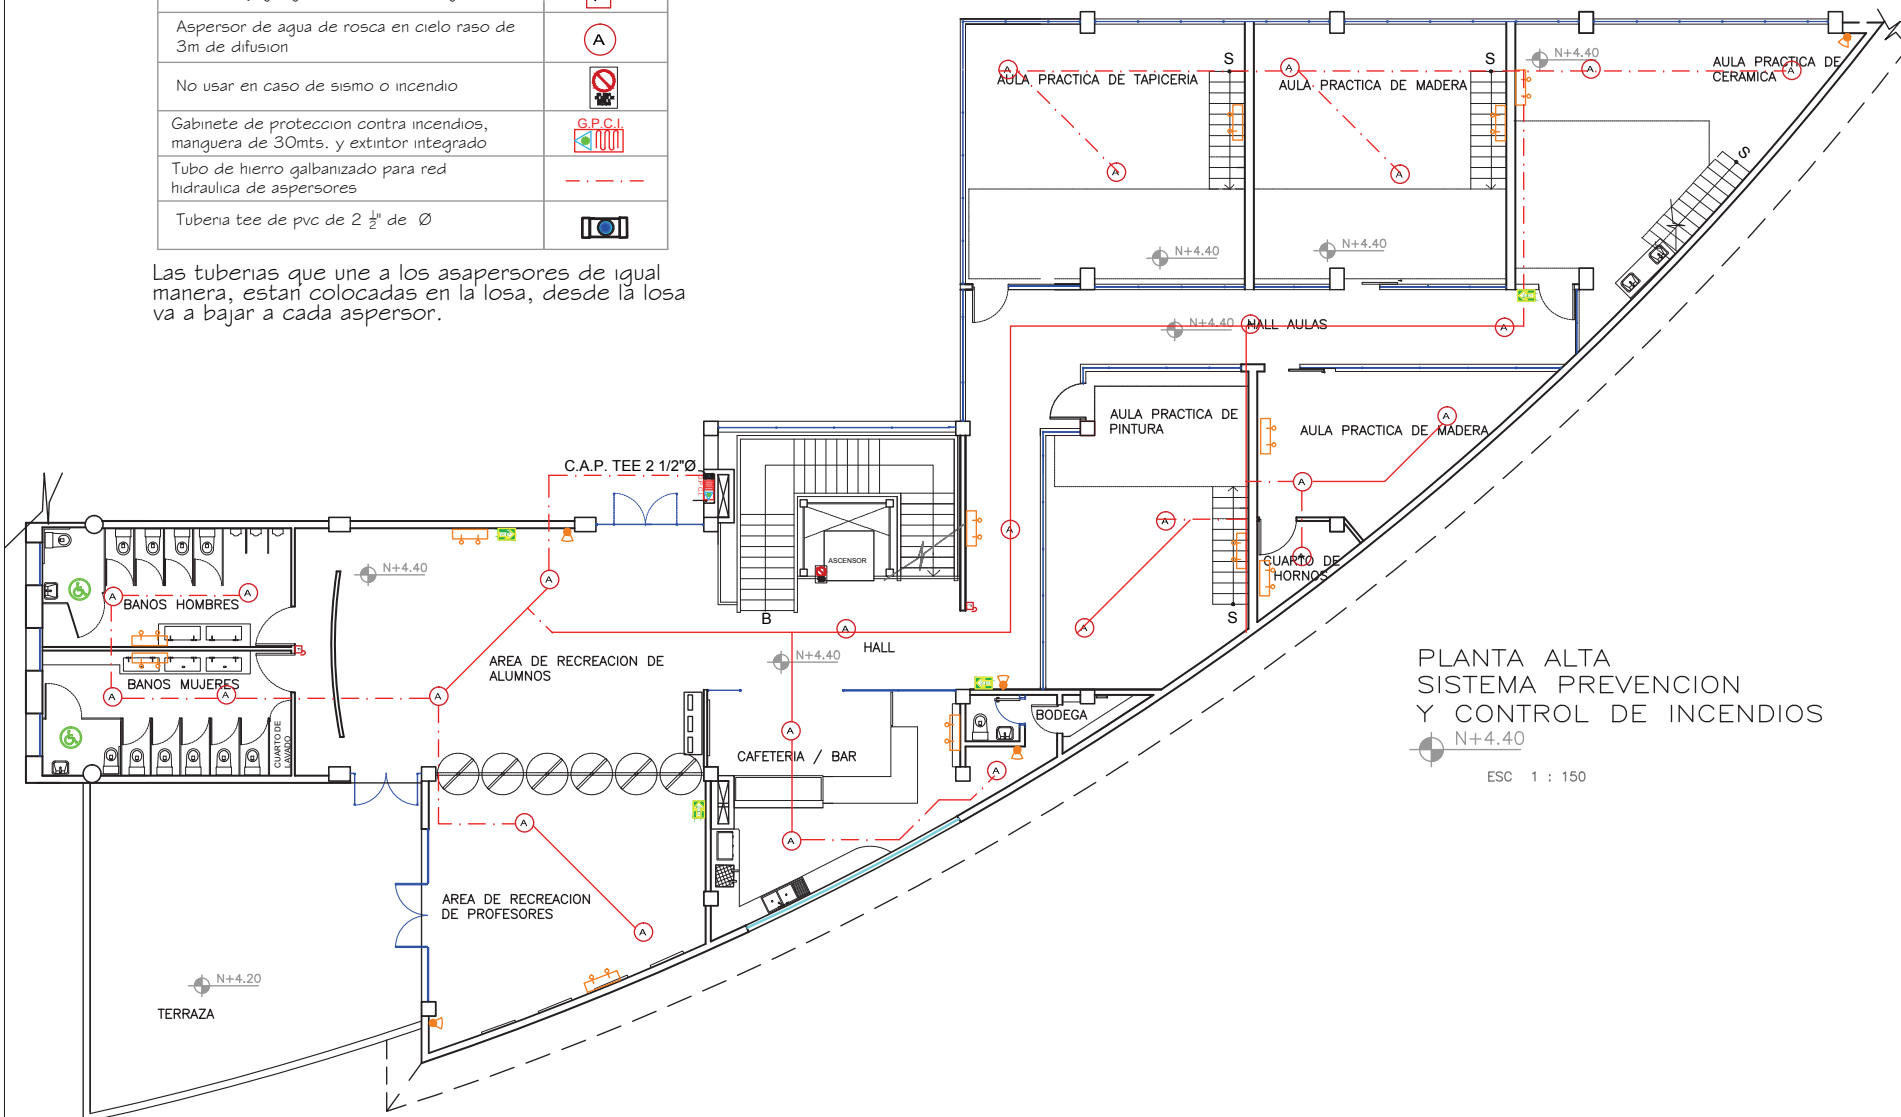 Aspersor de agua de rosca en cielo raso de
3m de difusion
A
No usar en caso de sismo o incendio
Gabinete de proteccion contra incendios,
manguera de 30mts. y extintor integrado
G.P.C.I.
Tubo de hierro galbanizado para red
hidraulica de aspersores
Tuberia tee de pvc de 2 ½" de Ø
Las tuberias que une a los asapersores de igual
manera, estan colocadas en la losa, desde la losa
va a bajar a cada aspersor.
S
S
N+4.40
AULA PRACTICA DE TAPICERIA
AULA PRACTICA DE MADERA
AULA PRACTICA DE
CERAMICA
A
A
A
A
A
A
S
N+4.40
N+4.40
N+4.40
HALL AULAS
A
A
AULA PRACTICA DE
PINTURA
AULA PRACTICA DE MADERA
A
A
A
A
A
CUARTO DE
HORNOS
A
S
C.A.P. TEE 2 1/2"Ø
ASCENSOR
B
A
A
HALL
N+4.40
N+4.40
A
BANOS HOMBRES
A
A
BANOS MUJERES
A
A
CUARTO DE
LAVADO
AREA DE RECREACION DE
ALUMNOS
A
A
CAFETERIA / BAR
A
A
A
BODEGA
AREA DE RECREACION
DE PROFESORES
A
A
N+4.20
TERRAZA
PLANTA ALTA
SISTEMA PREVENCION
Y CONTROL DE INCENDIOS
N+4.40
ESC 1 : 150